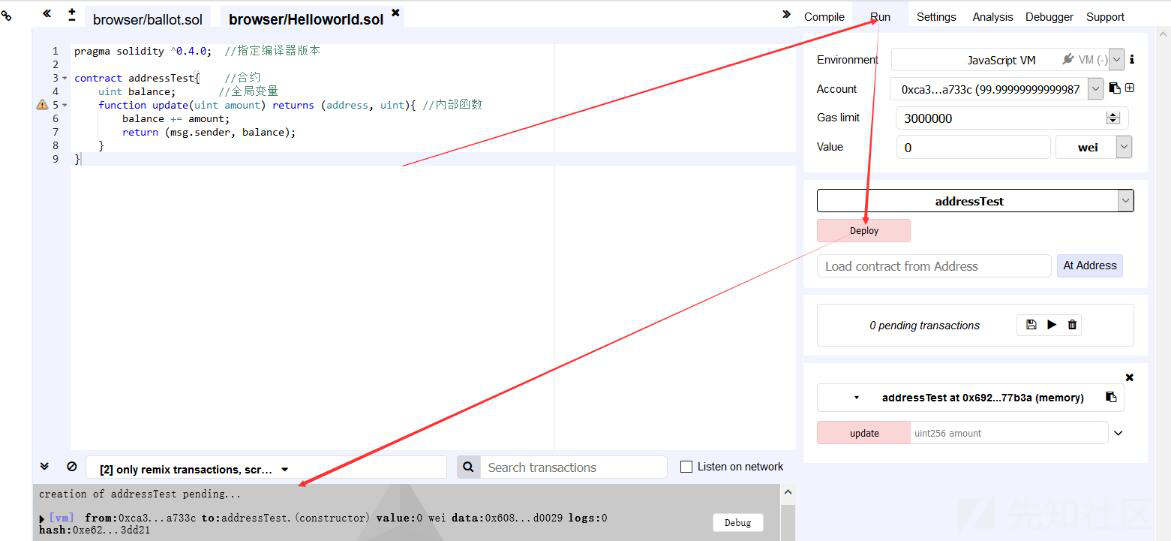 browser/ballot.sol
browser/Helloworld.sol
Compile
Run
Settings
Analysis
Debugger
Support
1 pragma solidity ^0.4.0; //指定编译器版本
2
3 contract addressTest{ //合约
4 uint balance; //全局变量
5 function update(uint amount) returns (address, uint){ //内部函数
6 balance += amount;
7 return (msg.sender, balance);
8 }
9 }
Environment JavaScript VM VM (-)
Account 0xca3...a733c (99.99999999999987
Gas limit 3000000
Value 0 wei
addressTest
Deploy
Load contract from Address At Address
0 pending transactions
addressTest at 0x692...77b3a (memory)
update uint256 amount
[2] only remix transactions, scr...
Search transactions
Listen on network
creation of addressTest pending...
[vm] from:0xca3...a733c to:addressTest.(constructor) value:0 wei data:0x608...d0029 logs:0
hash:0xe62...3dd21
Debug
先知社区